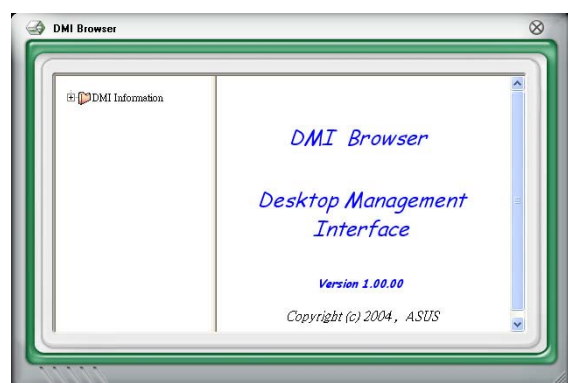 DMI Browser
DMI Information
DMI Browser
Desktop Management
Interface
Version 1.00.00
Copyright (c) 2004, ASUS